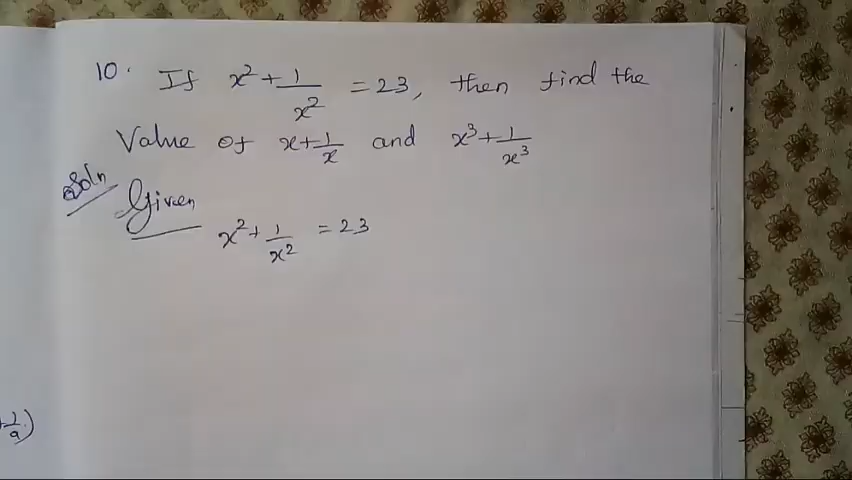 10. If x² + 1/x² = 23, then find the
Value of x + 1/x and x³ + 1/x³
Soln
Given
x² + 1/x² = 23
+ 1/a)